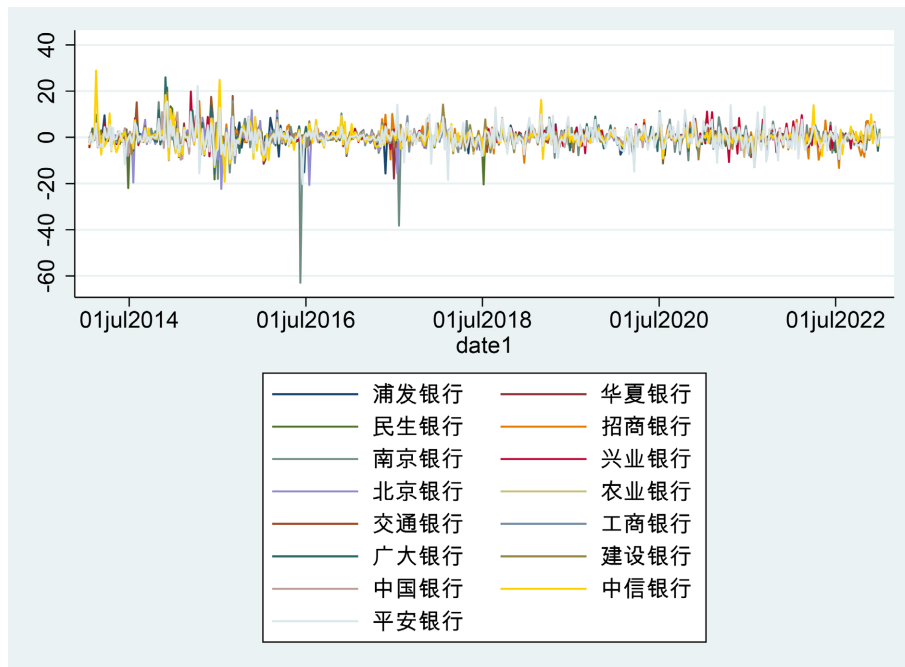 40
20
0
-20
-40
-60
01jul2014 01jul2016 01jul2018 01jul2020 01jul2022
date1
浦发银行 华夏银行
民生银行 招商银行
南京银行 兴业银行
北京银行 农业银行
交通银行 工商银行
广大银行 建设银行
中国银行 中信银行
平安银行